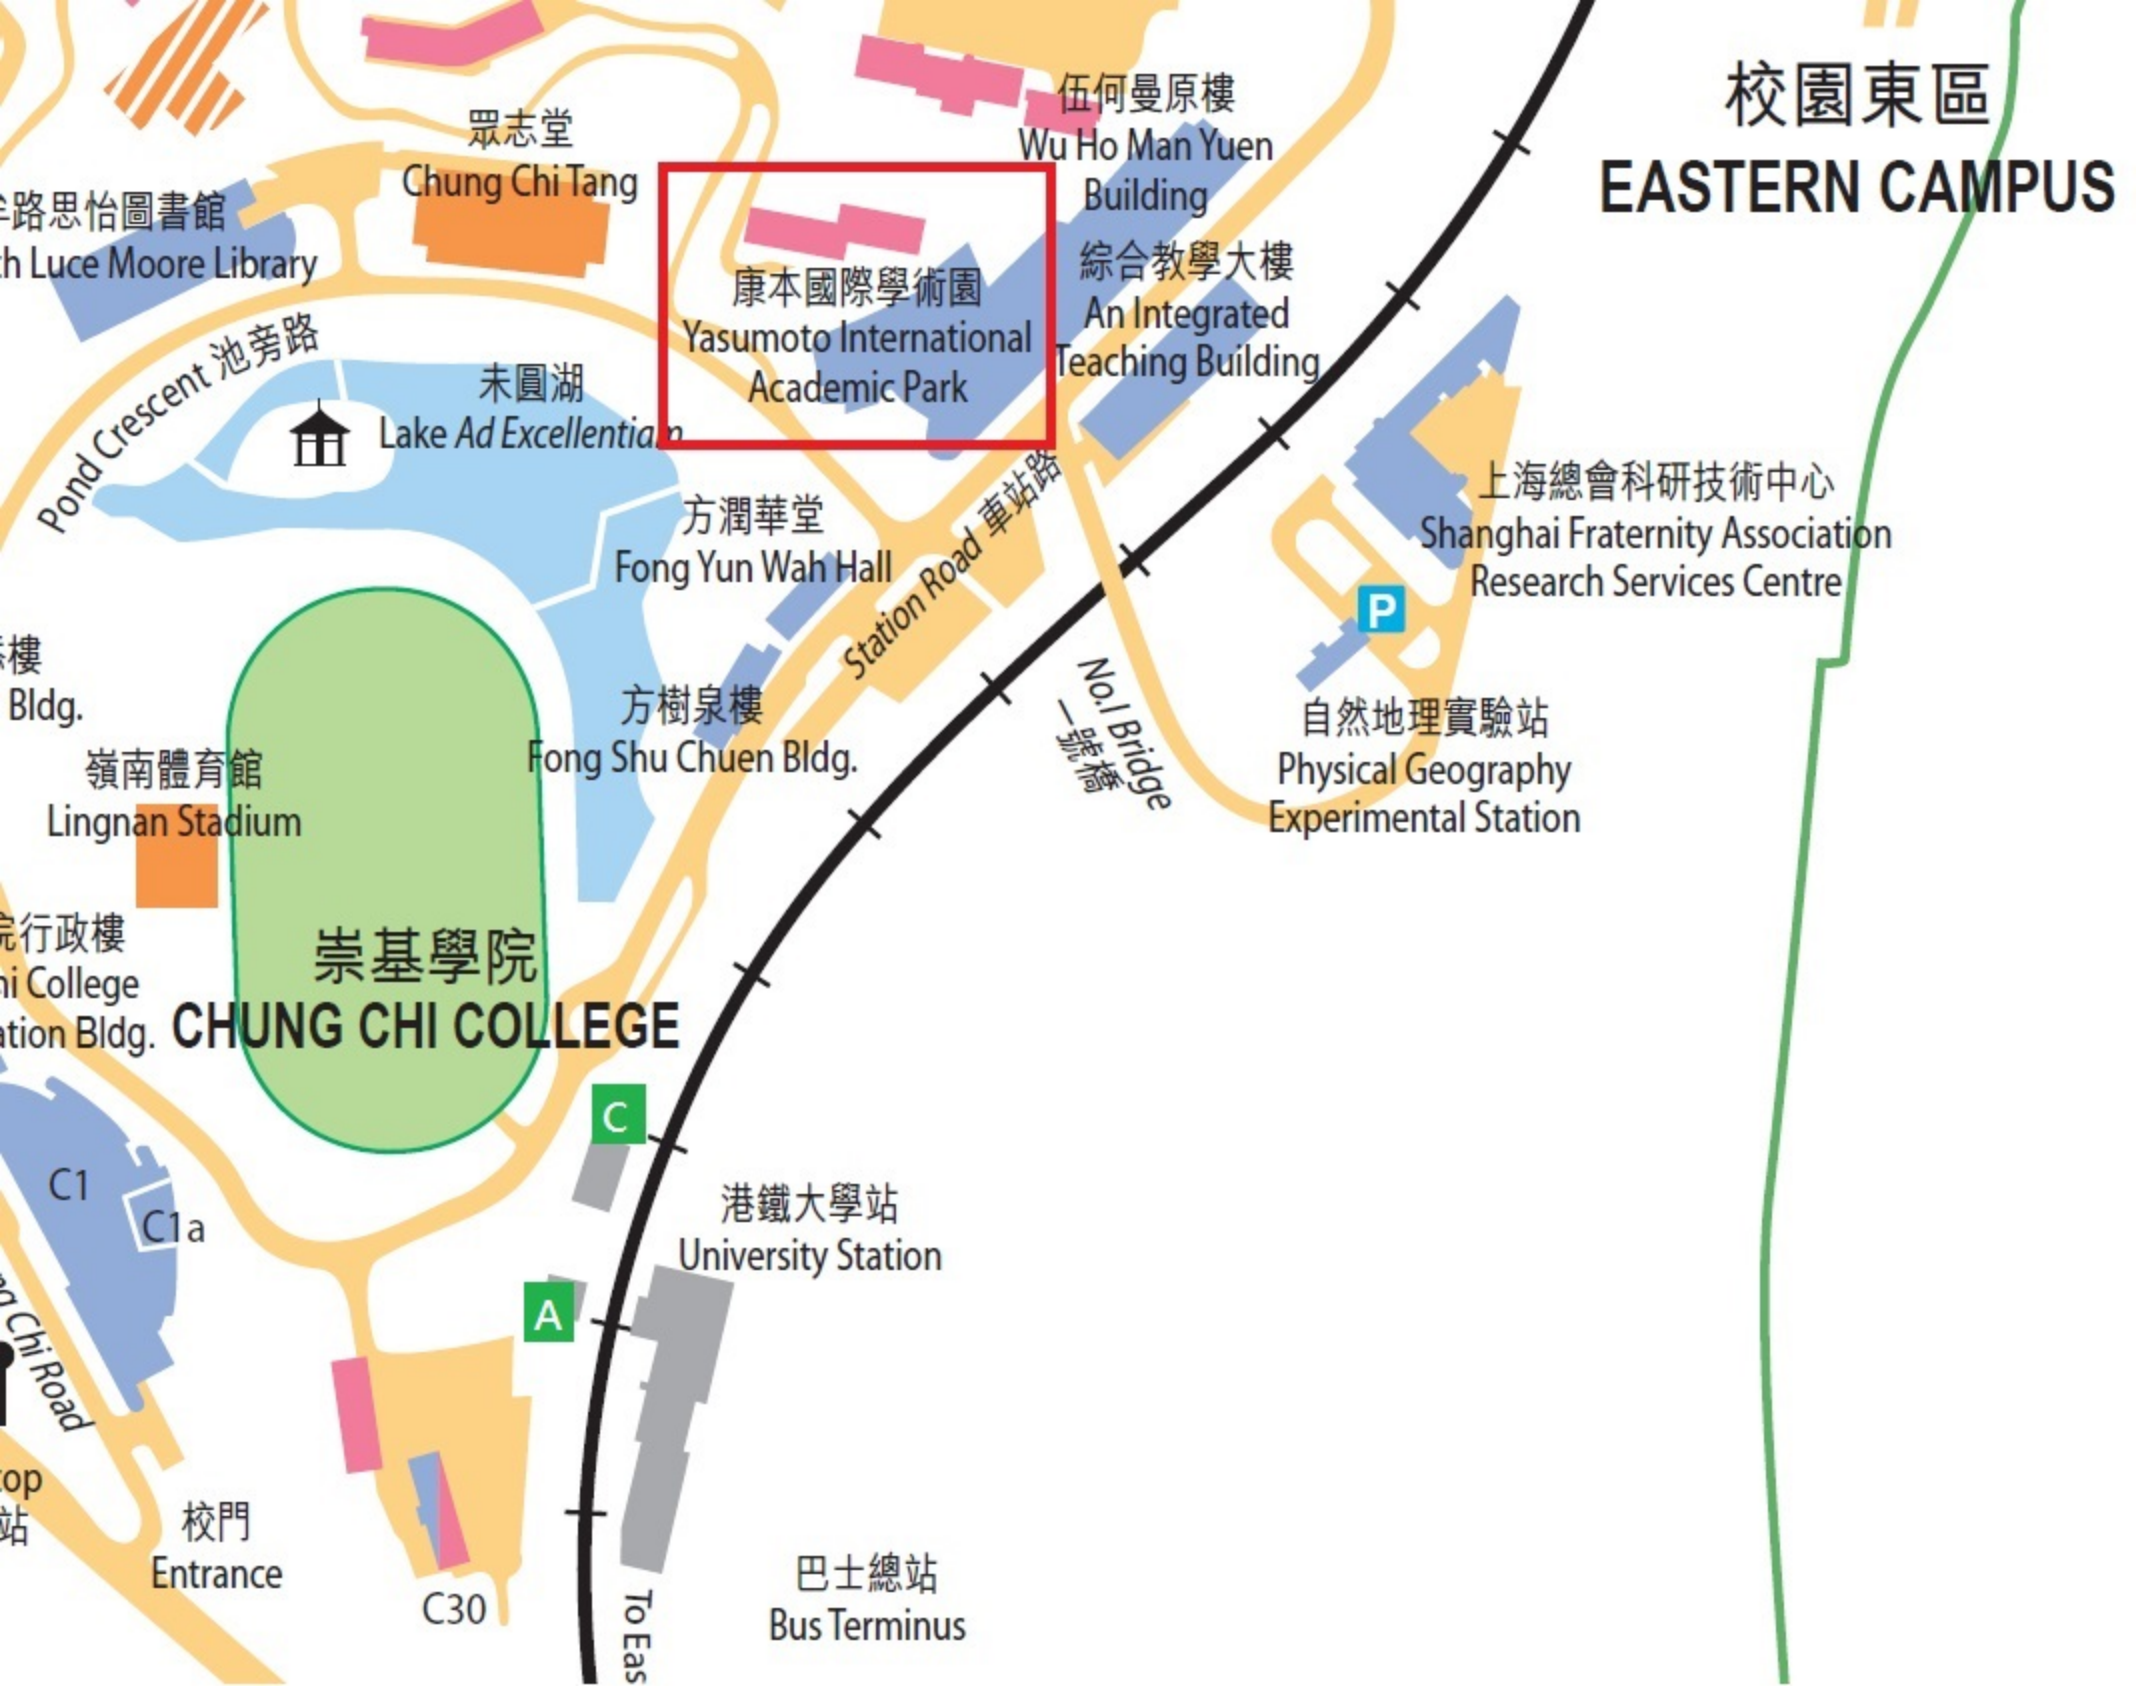 校園東區
EASTERN CAMPUS
伍何曼原樓
Wu Ho Man Yuen
Building
眾志堂
Chung Chi Tang
路思怡圖書館
Luce Moore Library
康本國際學術園
Yasumoto International
Academic Park
綜合教學大樓
An Integrated
Teaching Building
Pond Crescent 池旁路
未圓湖
Lake Ad Excellentiam
上海總會科研技術中心
Shanghai Fraternity Association
Research Services Centre
方潤華堂
Fong Yun Wah Hall
Station Road 車站路
P
樓
Bldg.
方樹泉樓
Fong Shu Chuen Bldg.
No.1 Bridge
一號橋
自然地理實驗站
Physical Geography
Experimental Station
嶺南體育館
Lingnan Stadium
院行政樓
College
Bldg.
崇基學院
CHUNG CHI COLLEGE
C
C1
C1a
港鐵大學站
University Station
A
Chi Road
站
校門
Entrance
C30
巴士總站
Bus Terminus
To Eas